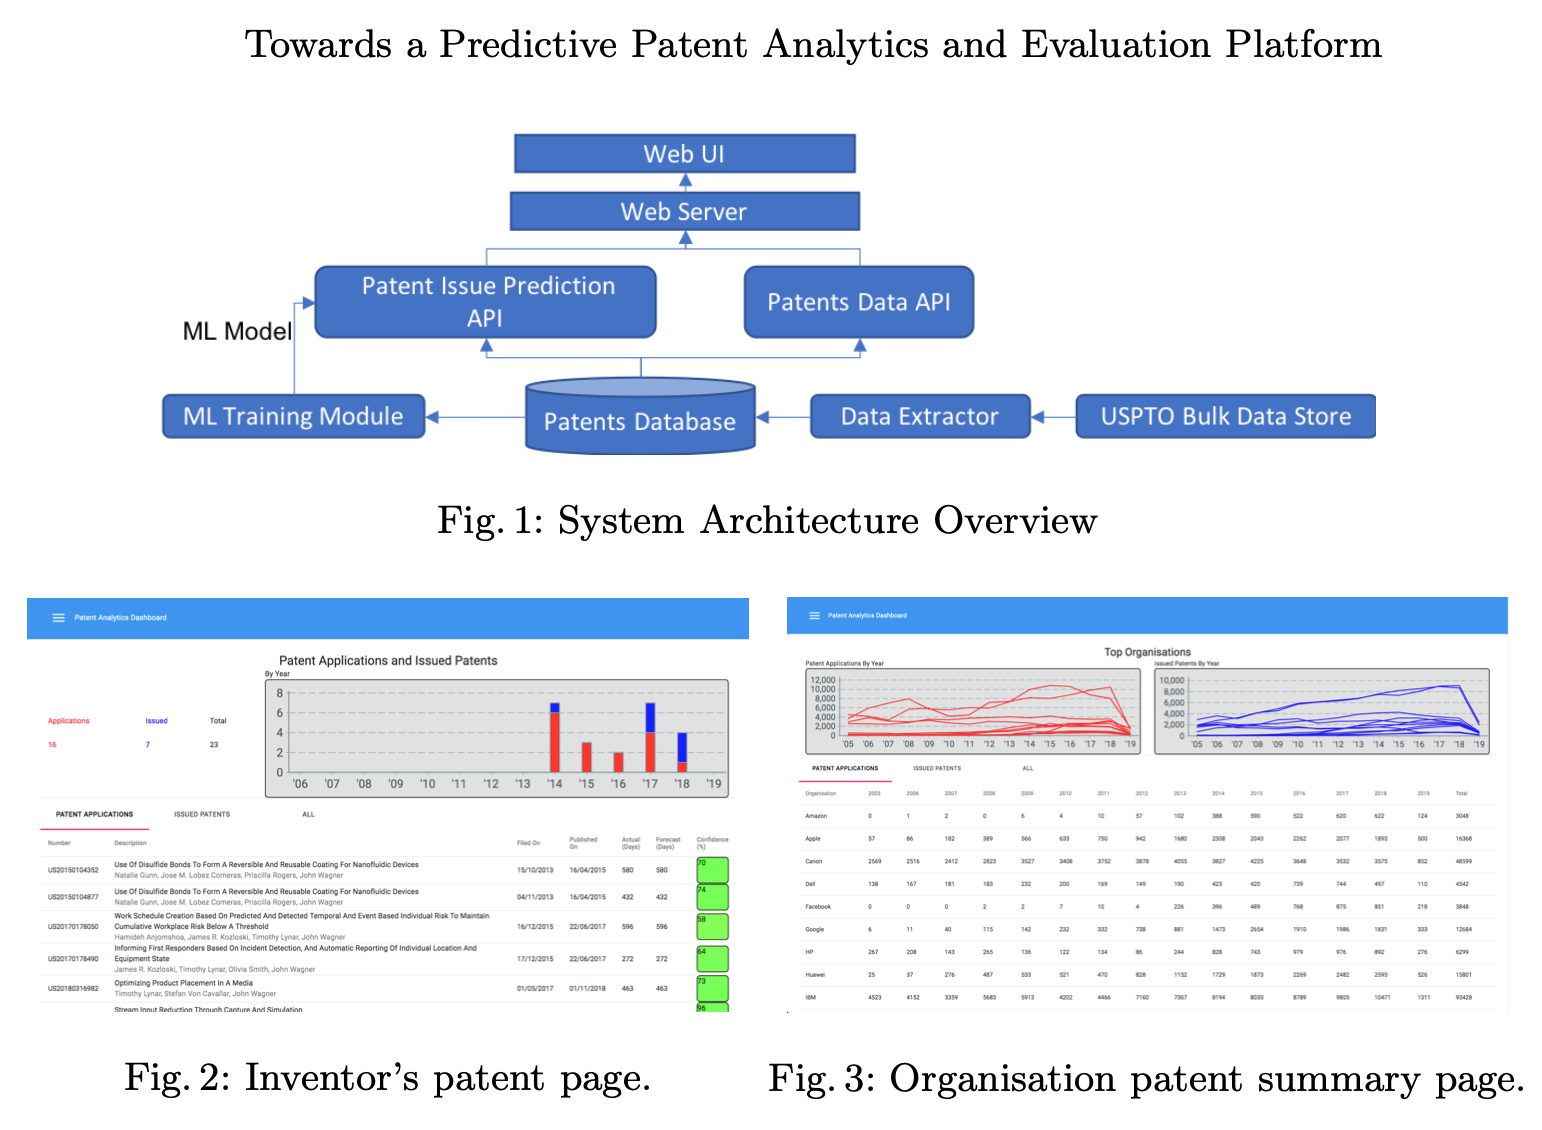 Towards a Predictive Patent Analytics and Evaluation Platform
Web UI
Web Server
Patent Issue Prediction
API
Patents Data API
ML Model
ML Training Module
Patents Database
Data Extractor
USPTO Bulk Data Store
Fig. 1: System Architecture Overview
Patent Analytics Dashboard
Patent Applications and Issued Patents
By Year
8
6
4
2
0
'06 '07 '08 '09 '10 '11 '12 '13 '14 '15 '16 '17 '18 '19
Applications Issued Total
16 7 23
PATENT APPLICATIONS ISSUED PATENTS ALL
Number Description Filed On Published On Actual (Days) Forecast (Days) Confidence (%)
Use Of Disulfide Bonds To Form A Reversible And Reusable Coating For Nanofluidic Devices
US20150104352 15/10/2013 16/04/2015 580 580 70
Natalie Gunn, Jose M. Lobez Comeras, Priscilla Rogers, John Wagner
Use Of Disulfide Bonds To Form A Reversible And Reusable Coating For Nanofluidic Devices
US20150104877 04/11/2013 16/04/2015 432 432 74
Natalie Gunn, Jose M. Lobez Comeras, Priscilla Rogers, John Wagner
Work Schedule Creation Based On Predicted And Detected Temporal And Event Based Individual Risk To Maintain
US20170178050 Cumulative Workplace Risk Below A Threshold 16/12/2015 22/06/2017 596 596 58
Hamideh Anjomshoa, James R. Kozloski, Timothy Lynar, John Wagner
Informing First Responders Based On Incident Detection, And Automatic Reporting Of Individual Location And
US20170178490 Equipment State 17/12/2015 22/06/2017 272 272 64
James R. Kozloski, Timothy Lynar, Olivia Smith, John Wagner
Optimizing Product Placement In A Media
US20180316982 01/05/2017 01/11/2018 463 463 73
Timothy Lynar, Stefan Von Cavallar, John Wagner
Stream Input Reduction Through Capture And Simulation 96
Fig. 2: Inventor's patent page.
Patent Analytics Dashboard
Top Organisations
Patent Applications By Year
12,000
10,000
8,000
6,000
4,000
2,000
0
'05 '06 '07 '08 '09 '10 '11 '12 '13 '14 '15 '16 '17 '18 '19
Issued Patents By Year
10,000
8,000
6,000
4,000
2,000
0
'05 '06 '07 '08 '09 '10 '11 '12 '13 '14 '15 '16 '17 '18 '19
PATENT APPLICATIONS ISSUED PATENTS ALL
Organisation 2005 2006 2007 2008 2009 2010 2011 2012 2013 2014 2015 2016 2017 2018 2019 Total
Amazon 0 1 2 0 6 4 10 57 102 388 590 522 620 622 124 3048
Apple 57 86 182 389 566 633 750 942 1680 2308 2043 2262 2077 1893 500 16368
Canon 2569 2516 2412 2823 3527 3408 3752 3878 4055 3827 4225 3648 3532 3575 852 48599
Dell 138 167 181 183 232 200 169 149 190 423 420 739 744 497 110 4542
Facebook 0 0 0 2 2 7 10 4 226 396 489 768 875 851 218 3848
Google 6 11 40 115 142 232 332 738 881 1473 2654 1910 1986 1831 333 12684
HP 267 208 143 265 136 122 134 86 244 828 743 979 976 892 276 6299
Huawei 25 37 276 487 533 521 470 828 1152 1729 1873 2269 2482 2593 526 15801
IBM 4523 4152 3359 5683 5913 4202 4466 7160 7367 8194 8033 8789 9805 10471 1311 93428
Fig. 3: Organisation patent summary page.